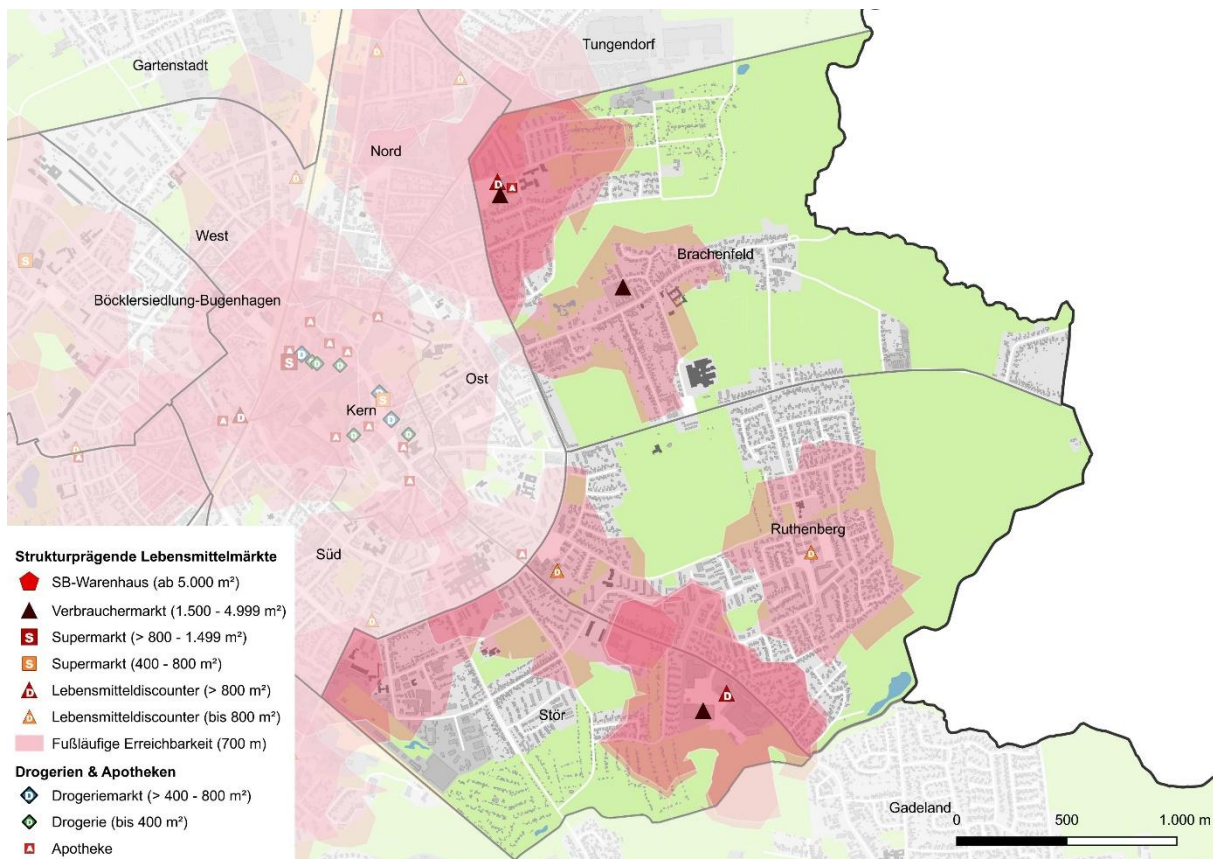 Tungendorf
Gartenstadt
Nord
West
Brachenfeld
Böcklersiedlung-Bugenhagen
Ost
Kern
Ruthenberg
Süd
Stör
Gadeland
Strukturprägende Lebensmittelmärkte
SB-Warenhaus (ab 5.000 m²)
Verbrauchermarkt (1.500 - 4.999 m²)
S Supermarkt (> 800 - 1.499 m²)
S Supermarkt (400 - 800 m²)
D Lebensmitteldiscounter (> 800 m²)
D Lebensmitteldiscounter (bis 800 m²)
Fußläufige Erreichbarkeit (700 m)
Drogerien & Apotheken
D Drogeriemarkt (> 400 - 800 m²)
D Drogerie (bis 400 m²)
A Apotheke
0 500 1.000 m